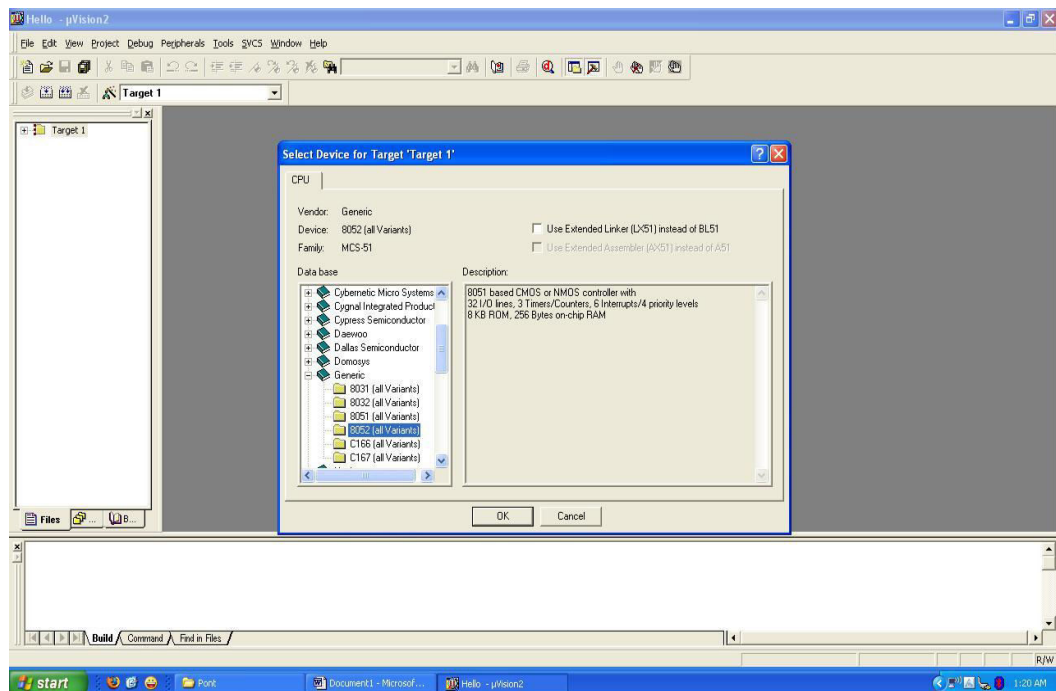 Hello - µVision2
File Edit View Project Debug Peripherals Tools SVCS Window Help
Target 1
Target 1
Select Device for Target 'Target 1'
CPU
Vendor: Generic
Device: 8052 (all Variants)
Family: MCS-51
Use Extended Linker (LX51) instead of BL51
Use Extended Assembler (AX51) instead of A51
Data base
Description:
Cybernetic Micro Systems
Cygnal Integrated Product
Cypress Semiconductor
Daewoo
Dallas Semiconductor
Domosys
Generic
8031 (all Variants)
8032 (all Variants)
8051 (all Variants)
8052 (all Variants)
C166 (all Variants)
C167 (all Variants)
8051 based CMOS or NMOS controller with
32 I/O lines, 3 Timers/Counters, 6 Interrupts/4 priority levels
8 KB ROM, 256 Bytes on-chip RAM
OK Cancel
Files ... B...
Build Command Find in Files
R/W
start Pont Document1 - Microsof... Hello - µVision2 1:20 AM